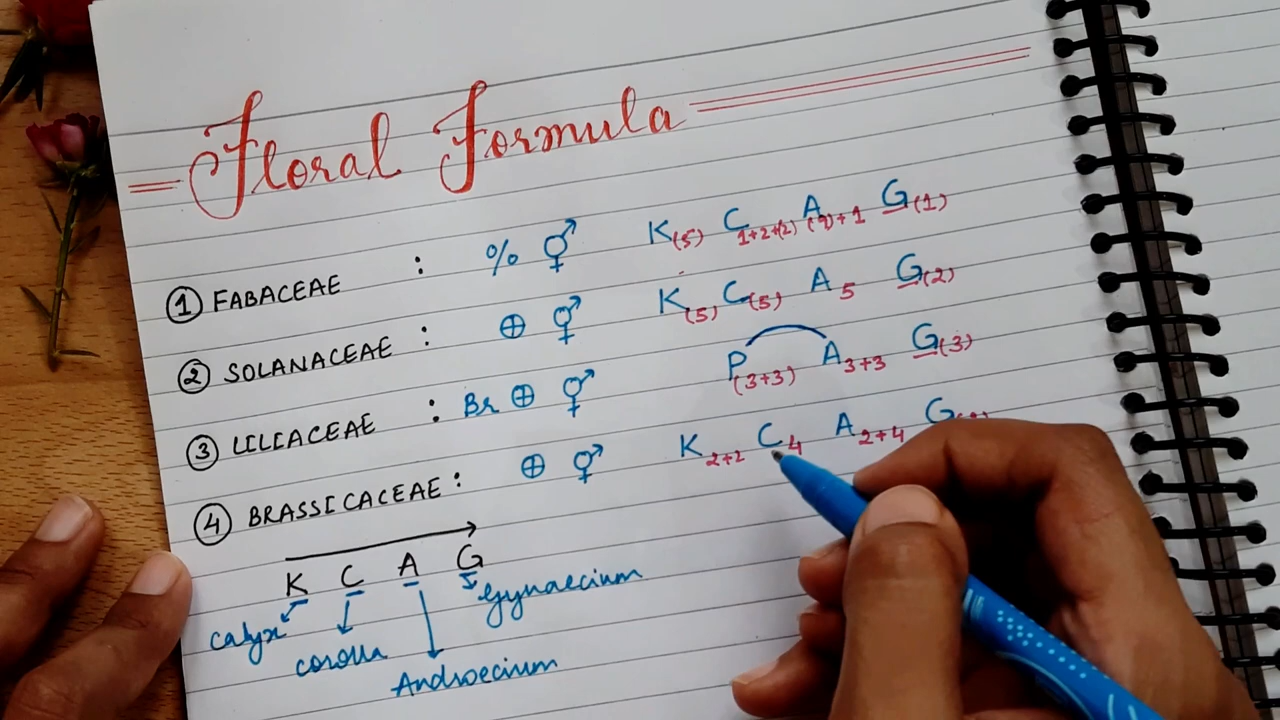 Floral Formula
① FABACEAE : % ⚥ K(5) C1+2+(2) A(9)+1 G(1)
② SOLANACEAE : ⊕ ⚥ K(5) C(5) A5 G(2)
③ LILIACEAE : Br ⊕ ⚥ P(3+3) A3+3 G(3)
④ BRASSICACEAE : ⊕ ⚥ K2+2 C4 A2+4 G
K C A G
calyx corolla Androecium Gynaecium